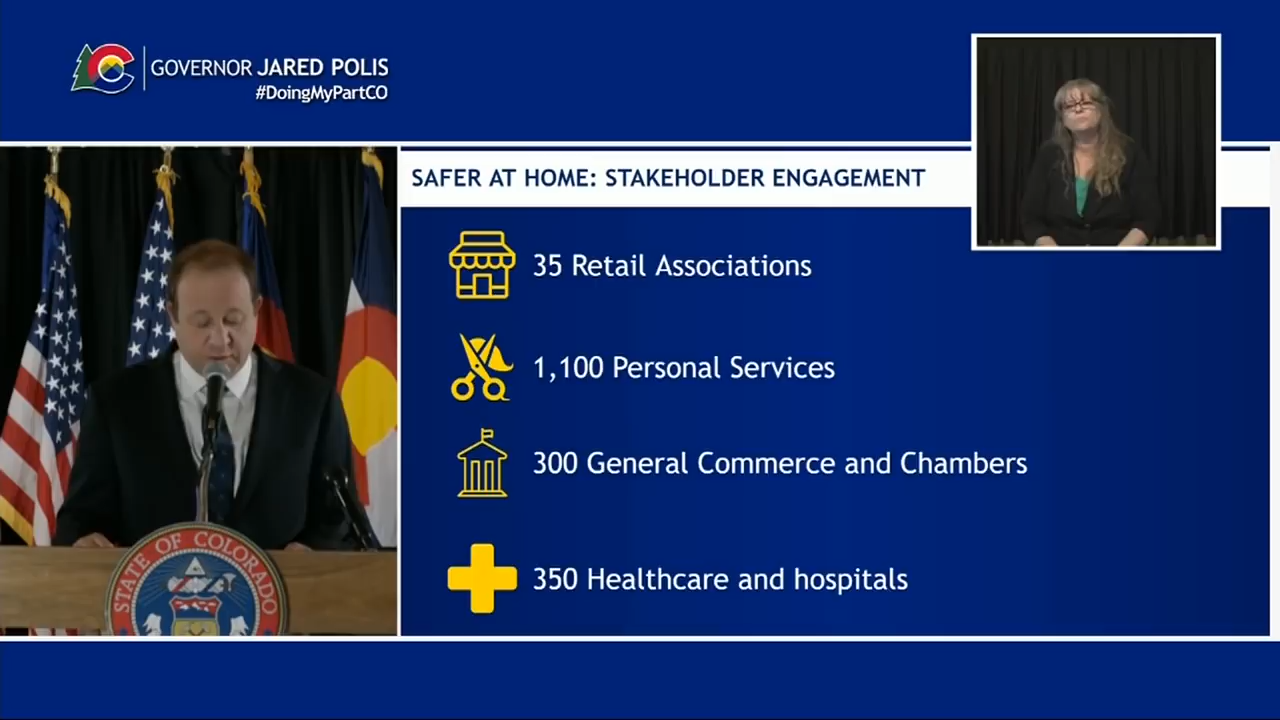 GOVERNOR JARED POLIS
#DoingMyPartCO
SAFER AT HOME: STAKEHOLDER ENGAGEMENT
35 Retail Associations
1,100 Personal Services
300 General Commerce and Chambers
350 Healthcare and hospitals
STATE OF COLORADO